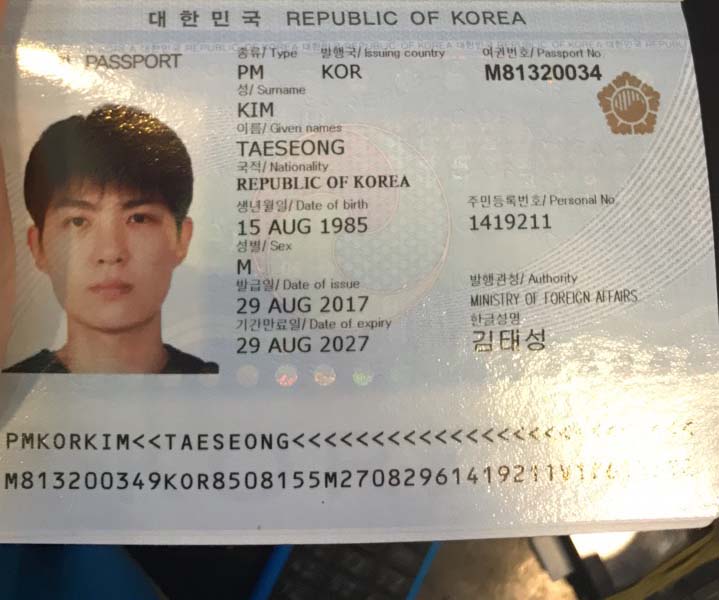 대한민국 REPUBLIC OF KOREA
PASSPORT
종류/ Type 발행국/ Issuing country 여권번호/ Passport No.
PM KOR M81320034
성/ Surname
KIM
이름/ Given names
TAESEONG
국적/ Nationality
REPUBLIC OF KOREA
생년월일/ Date of birth 주민등록번호/ Personal No.
15 AUG 1985 1419211
성별/ Sex
M
발급일/ Date of issue 발행관청/ Authority
29 AUG 2017 MINISTRY OF FOREIGN AFFAIRS
기간만료일/ Date of expiry 한글성명
29 AUG 2027 김태성
PMKORKIM<<TAESEONG<<<<<<<<<<<<<<<<<<<
M813200349KOR8508155M27082961419211V1